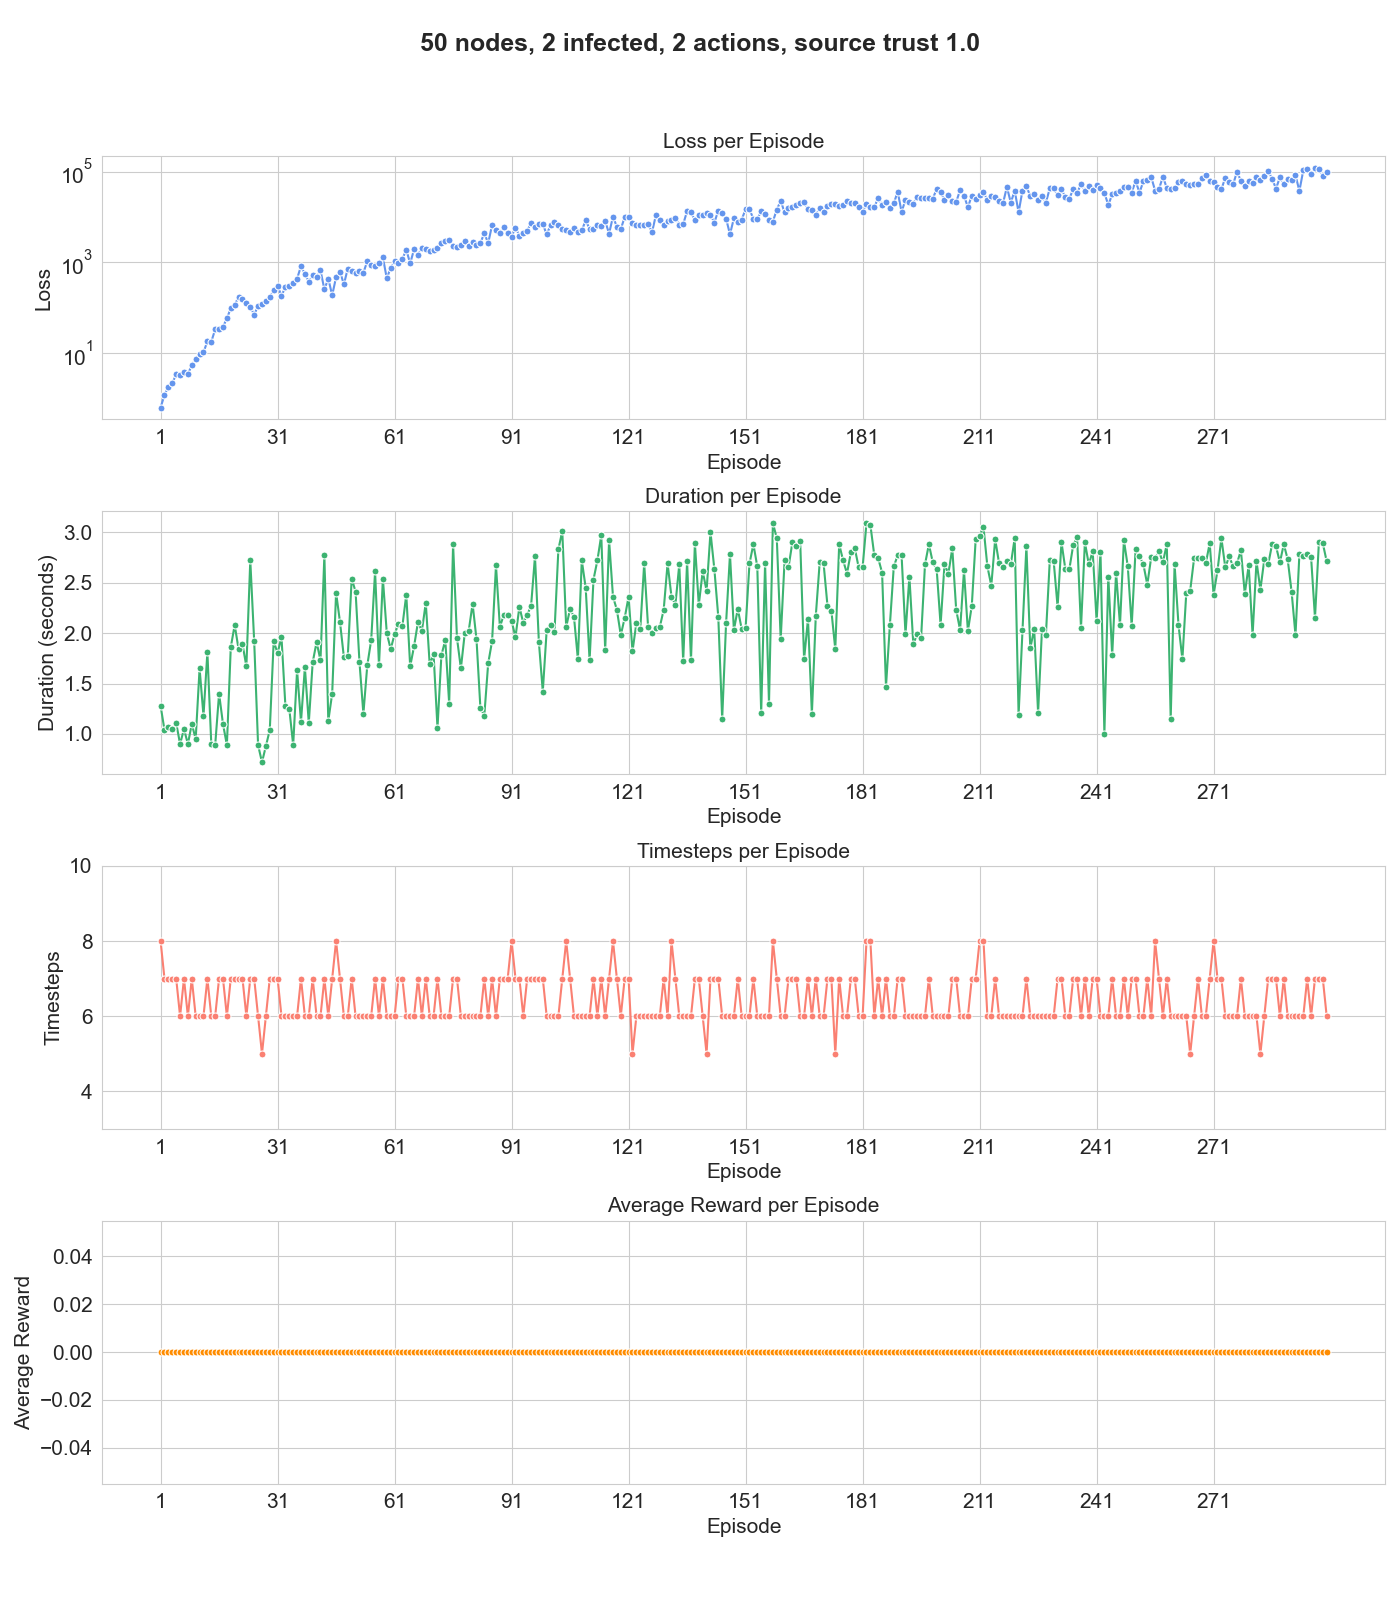 50 nodes, 2 infected, 2 actions, source trust 1.0
Loss per Episode
Loss
10^5
10^3
10^1
1 31 61 91 121 151 181 211 241 271
Episode
Duration per Episode
Duration (seconds)
3.0
2.5
2.0
1.5
1.0
1 31 61 91 121 151 181 211 241 271
Episode
Timesteps per Episode
Timesteps
10
8
6
4
1 31 61 91 121 151 181 211 241 271
Episode
Average Reward per Episode
Average Reward
0.04
0.02
0.00
−0.02
−0.04
1 31 61 91 121 151 181 211 241 271
Episode